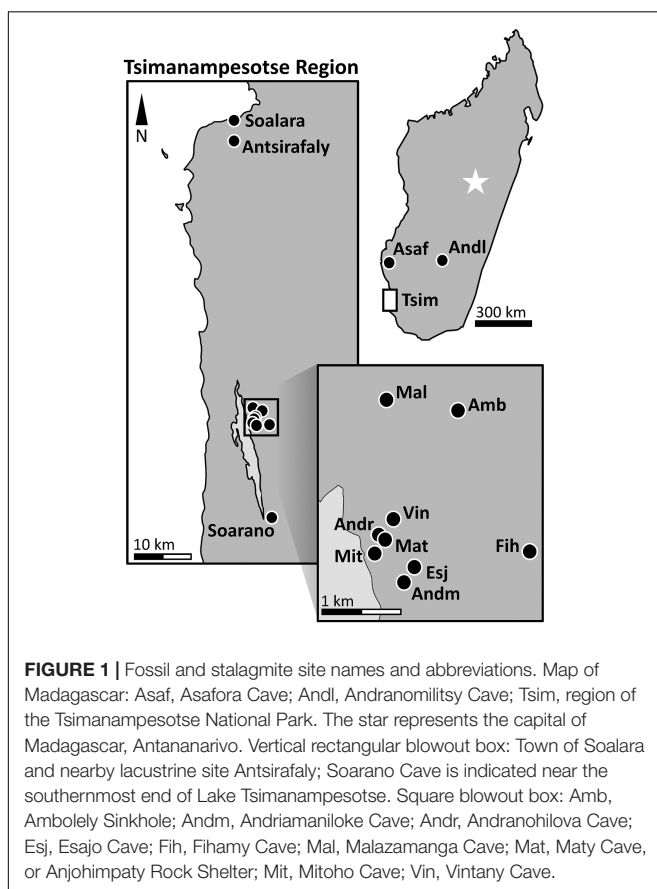 Tsimanampesotse Region
N
Soalara
Antsirafaly
Soarano
10 km
Asaf
Andl
Tsim
300 km
Mal
Amb
Vin
Andr
Mat
Mit
Fih
Esj
Andm
1 km
FIGURE 1 | Fossil and stalagmite site names and abbreviations. Map of
Madagascar: Asaf, Asafora Cave; Andl, Andranomilitsy Cave; Tsim, region of
the Tsimanampesotse National Park. The star represents the capital of
Madagascar, Antananarivo. Vertical rectangular blowout box: Town of Soalara
and nearby lacustrine site Antsirafaly; Soarano Cave is indicated near the
southernmost end of Lake Tsimanampesotse. Square blowout box: Amb,
Ambolely Sinkhole; Andm, Andriamaniloke Cave; Andr, Andranohilova Cave;
Esj, Esajo Cave; Fih, Fihamy Cave; Mal, Malazamanga Cave; Mat, Maty Cave,
or Anjohimpaty Rock Shelter; Mit, Mitoho Cave; Vin, Vintany Cave.